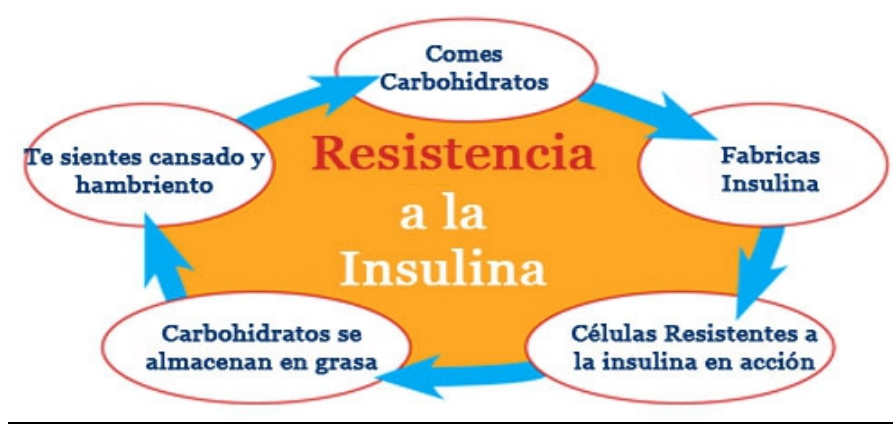 Comes
Carbohidratos
Resistencia
a la
Insulina
Fabricas
Insulina
Células Resistentes a
la insulina en acción
Carbohidratos se
almacenan en grasa
Te sientes cansado y
hambriento